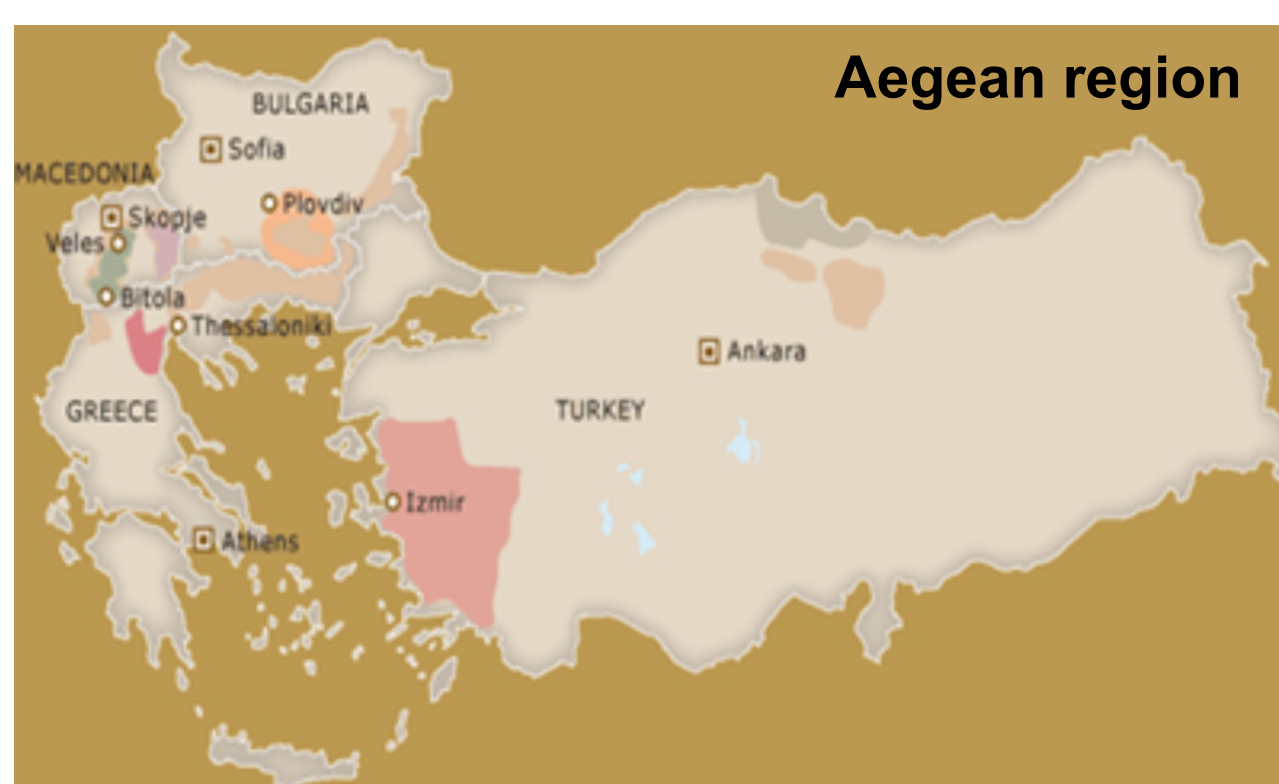 Aegean region
BULGARIA
Sofia
MACEDONIA
Plovdiv
Skopje
Veles
Bitola
Thessaloniki
Ankara
GREECE
TURKEY
Izmir
Athens